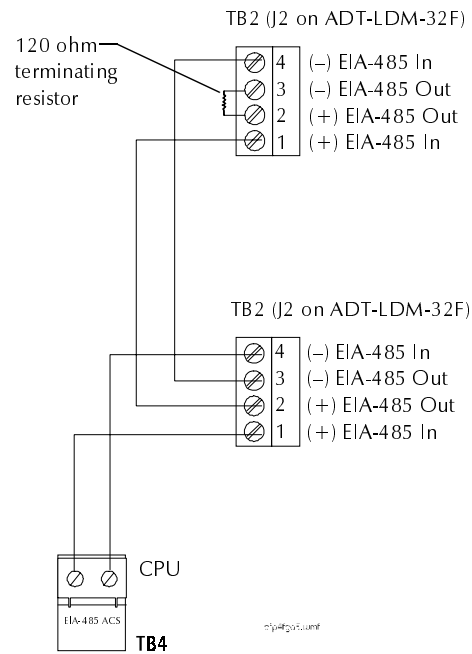 TB2 (J2 on ADT-LDM-32F)
120 ohm
terminating
resistor
4 (–) EIA-485 In
3 (–) EIA-485 Out
2 (+) EIA-485 Out
1 (+) EIA-485 In
TB2 (J2 on ADT-LDM-32F)
4 (–) EIA-485 In
3 (–) EIA-485 Out
2 (+) EIA-485 Out
1 (+) EIA-485 In
CPU
EIA-485 ACS
TB4